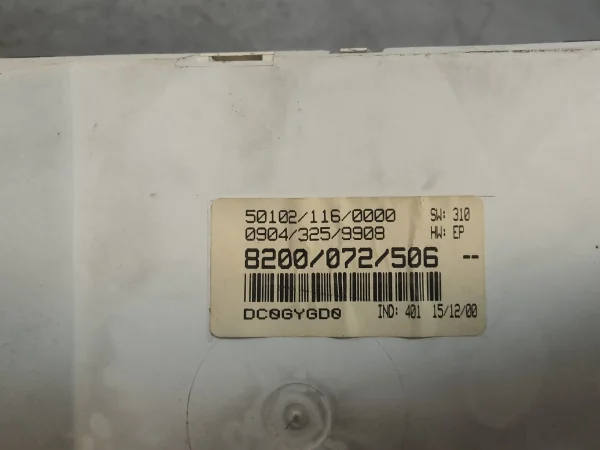 50102/116/0000 SW: 310
0904/325/9908 HW: EP
8200/072/506 --
DC0GYGD0 IND: 401 15/12/00